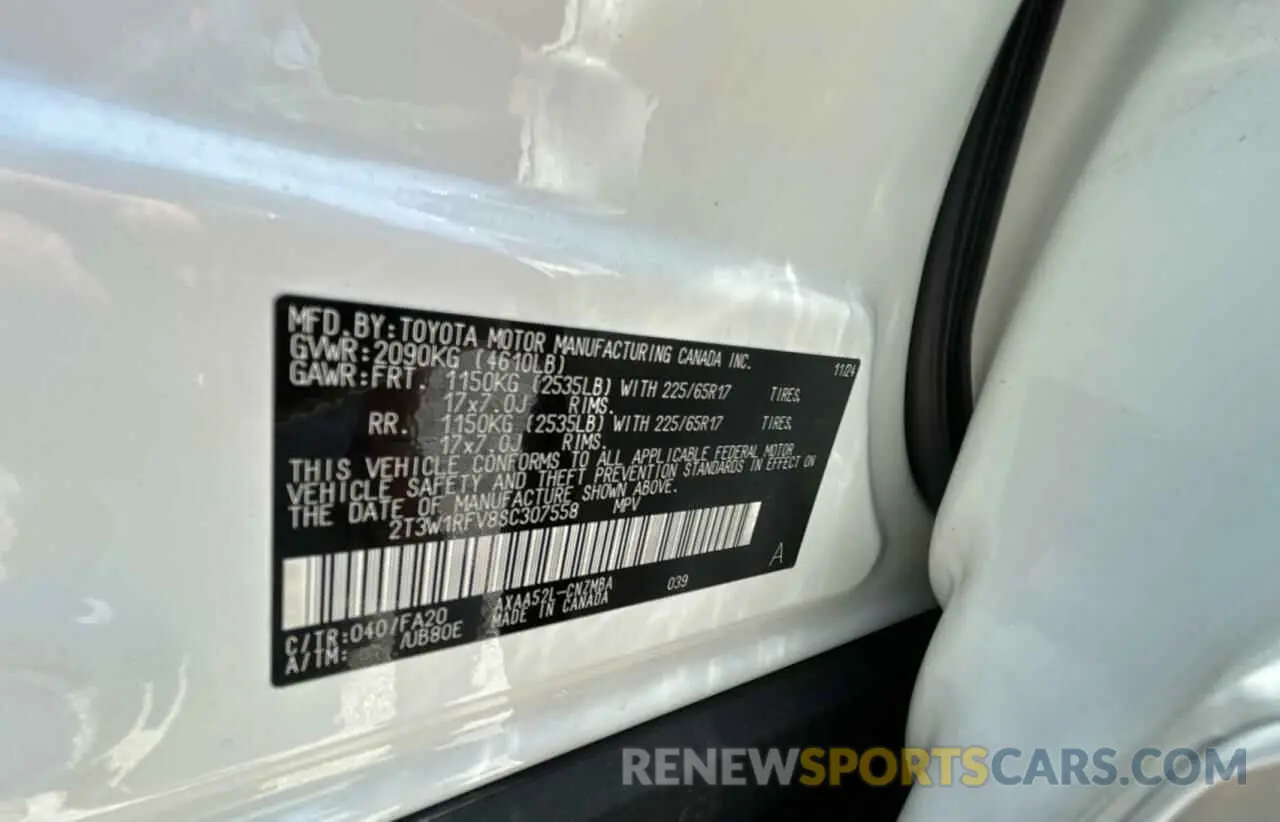 MFD.BY:TOYOTA MOTOR MANUFACTURING CANADA INC.
GVWR:2090KG (4610LB) 11/24
GAWR:FRT. 1150KG (2535LB) WITH 225/65R17 TIRES,
17x7.0J RIMS.
RR. 1150KG (2535LB) WITH 225/65R17 TIRES,
17x7.0J RIMS.
THIS VEHICLE CONFORMS TO ALL APPLICABLE FEDERAL MOTOR
VEHICLE SAFETY AND THEFT PREVENTION STANDARDS IN EFFECT ON
THE DATE OF MANUFACTURE SHOWN ABOVE.
2T3W1RFV8SC307558 MPV
A
C/TR:040/FA20 AXAA52L-CNZMBA 039
A/TM: /UB80E MADE IN CANADA
RENEWSPORTSCARS.COM